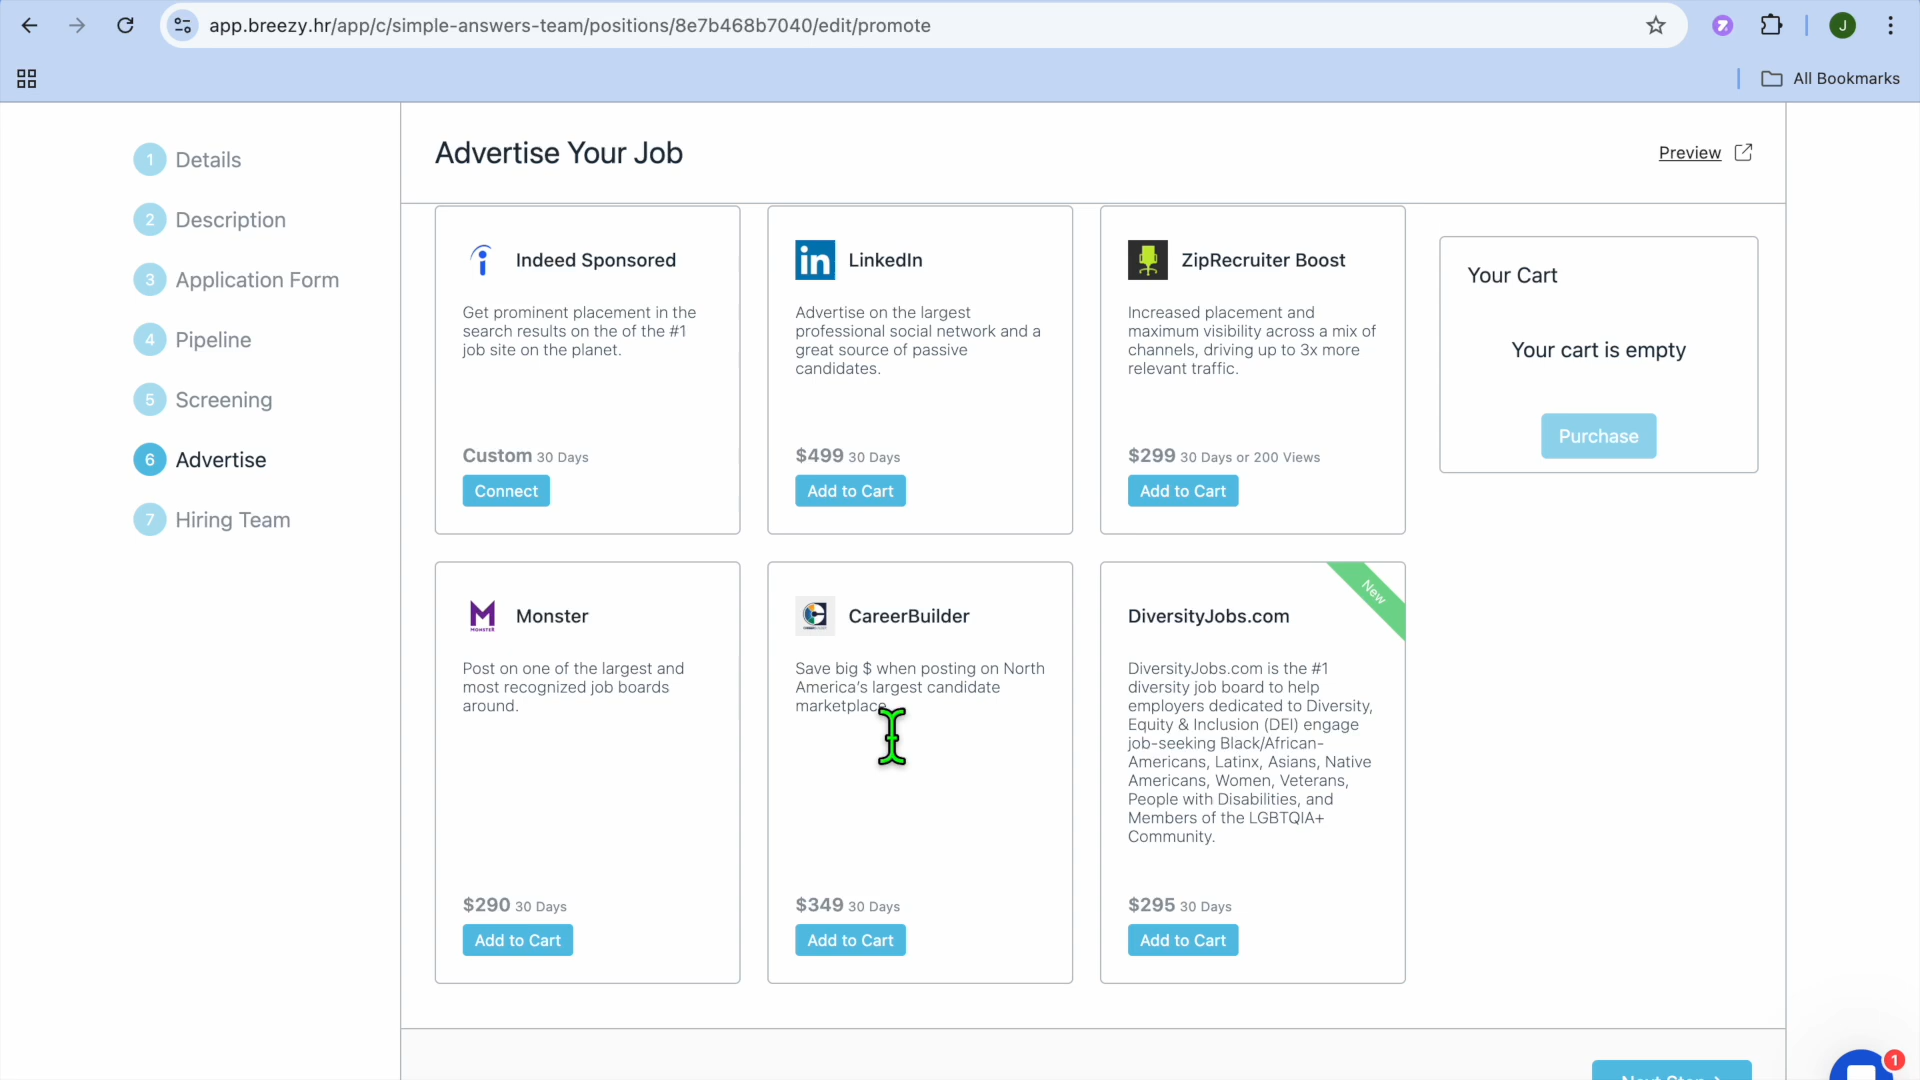 app.breezy.hr/app/c/simple-answers-team/positions/8e7b468b7040/edit/promote
J
All Bookmarks
1 Details
2 Description
3 Application Form
4 Pipeline
5 Screening
6 Advertise
7 Hiring Team
Advertise Your Job
Preview
Indeed Sponsored
Get prominent placement in the
search results on the of the #1
job site on the planet.
Custom 30 Days
Connect
in LinkedIn
Advertise on the largest
professional social network and a
great source of passive
candidates.
$499 30 Days
Add to Cart
ZipRecruiter Boost
Increased placement and
maximum visibility across a mix of
channels, driving up to 3x more
relevant traffic.
$299 30 Days or 200 Views
Add to Cart
Your Cart
Your cart is empty
Purchase
MONSTER
Monster
Post on one of the largest and
most recognized job boards
around.
$290 30 Days
Add to Cart
CareerBuilder
Save big $ when posting on North
America's largest candidate
marketplace
$349 30 Days
Add to Cart
New
DiversityJobs.com
DiversityJobs.com is the #1
diversity job board to help
employers dedicated to Diversity,
Equity & Inclusion (DEI) engage
job-seeking Black/African-
Americans, Latinx, Asians, Native
Americans, Women, Veterans,
People with Disabilities, and
Members of the LGBTQIA+
Community.
$295 30 Days
Add to Cart
Next Step
1